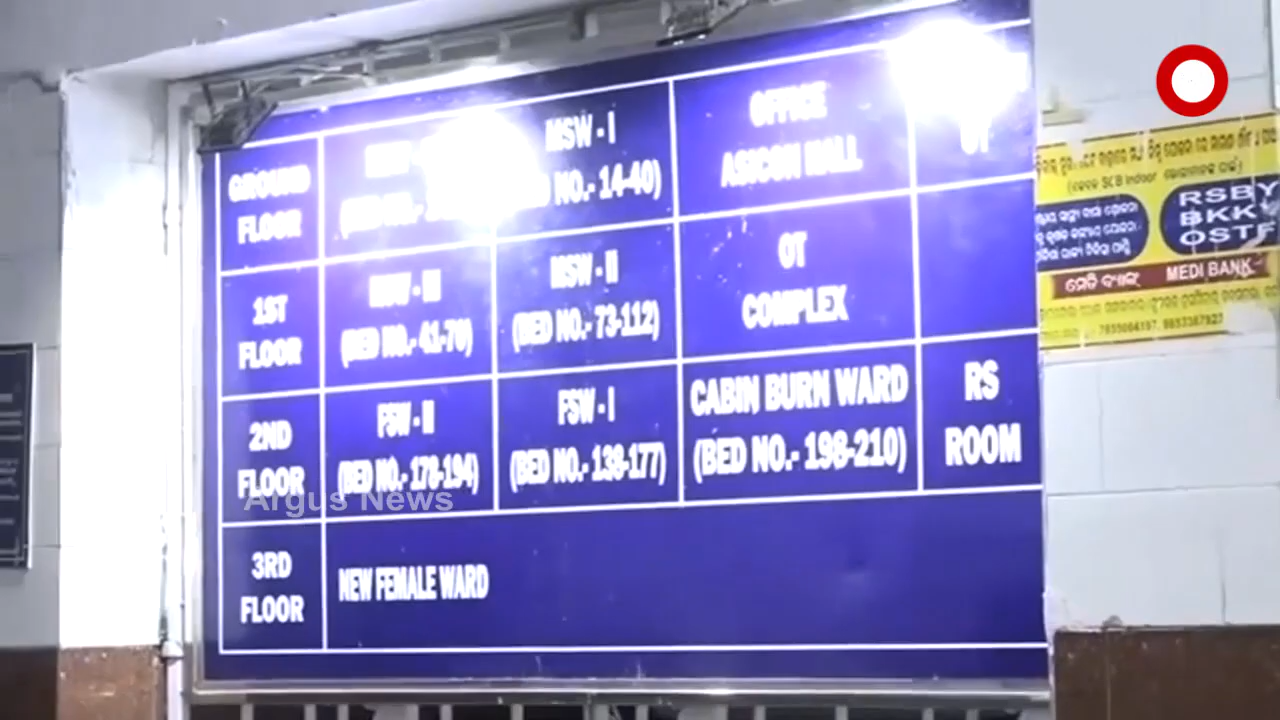 GROUND
FLOOR
MSW - I
NO.- 14-40)
OFFICE
ASICON HALL
OT
1ST
FLOOR
(BED NO.- 41-70)
MSW - II
(BED NO.- 73-112)
OT
COMPLEX
2ND
FLOOR
FSW - II
(BED NO.- 178-194)
FSW - I
(BED NO.- 138-177)
CABIN BURN WARD
(BED NO.- 198-210)
RS
ROOM
3RD
FLOOR
NEW FEMALE WARD
Argus News
SCB Indoor
RSBY
BKKY
OSTF
ମେଡି ବ୍ୟାଙ୍କ୍ MEDI BANK